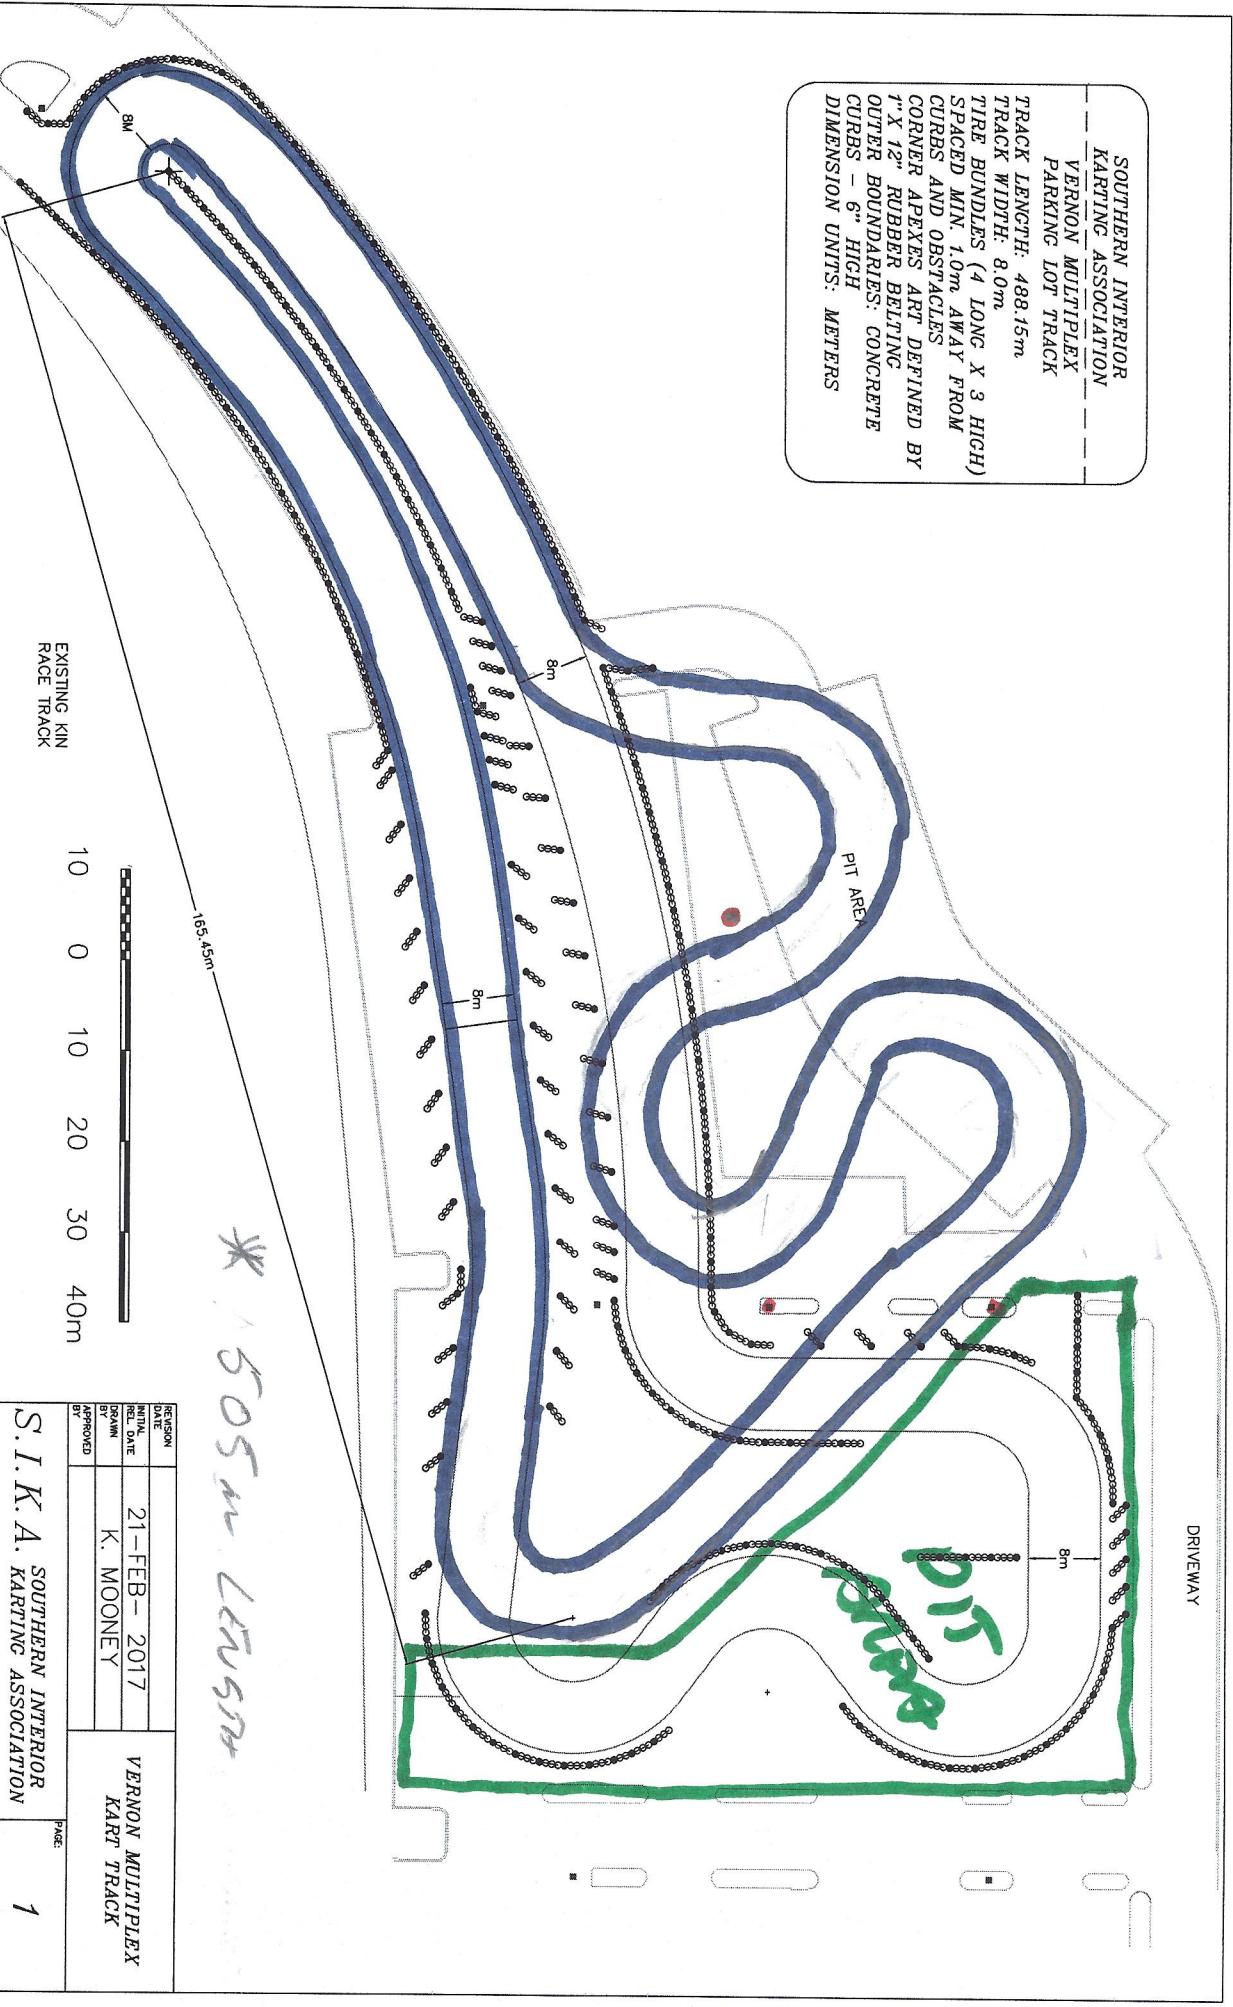 SOUTHERN INTERIOR
KARTING ASSOCIATION
VERNON MULTIPLEX
PARKING LOT TRACK
TRACK LENGTH: 488.15m
TRACK WIDTH: 8.0m
TIRE BUNDLES (4 LONG X 3 HIGH)
SPACED MIN. 1.0m AWAY FROM
CURBS AND OBSTACLES
CORNER APEXES ART DEFINED BY
1" X 12" RUBBER BELTING
OUTER BOUNDARIES: CONCRETE
CURBS - 6" HIGH
DIMENSION UNITS: METERS
DRIVEWAY
PIT AREA
8m
8m
PIT
8M
8m
165.45m
EXISTING KIN
RACE TRACK
10 0 10 20 30 40m
* 505m LENGTH
REVISION
DATE
INITIAL
REL. DATE
21-FEB- 2017
DRAWN
BY
K. MOONEY
APPROVED
BY
VERNON MULTIPLEX
KART TRACK
S.I.K.A.
SOUTHERN INTERIOR
KARTING ASSOCIATION
PAGE:
1